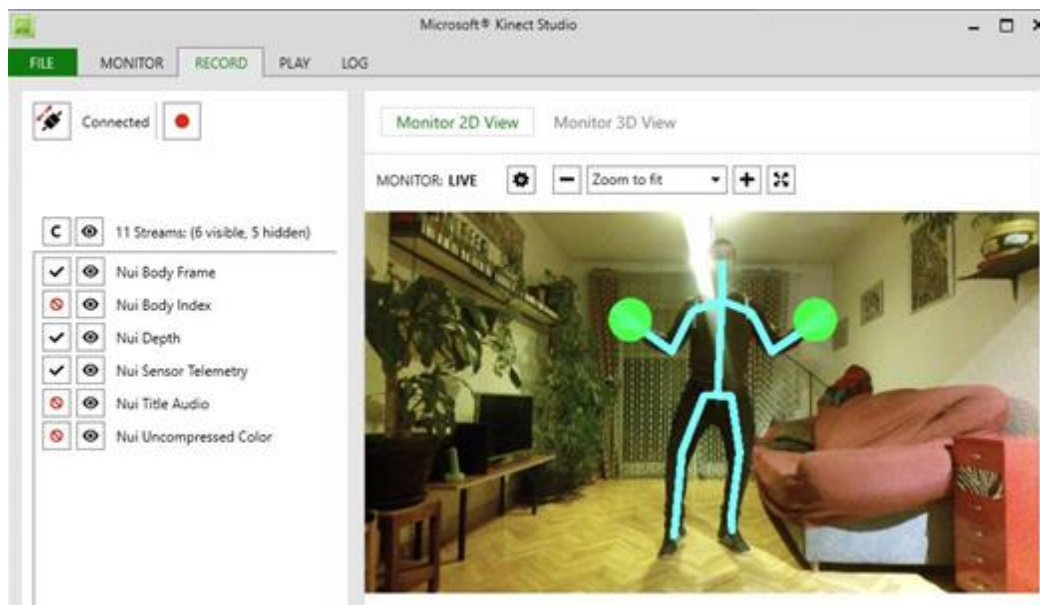 Microsoft® Kinect Studio
FILE MONITOR RECORD PLAY LOG
Connected
Monitor 2D View Monitor 3D View
MONITOR: LIVE Zoom to fit
C 11 Streams: (6 visible, 5 hidden)
Nui Body Frame
Nui Body Index
Nui Depth
Nui Sensor Telemetry
Nui Title Audio
Nui Uncompressed Color